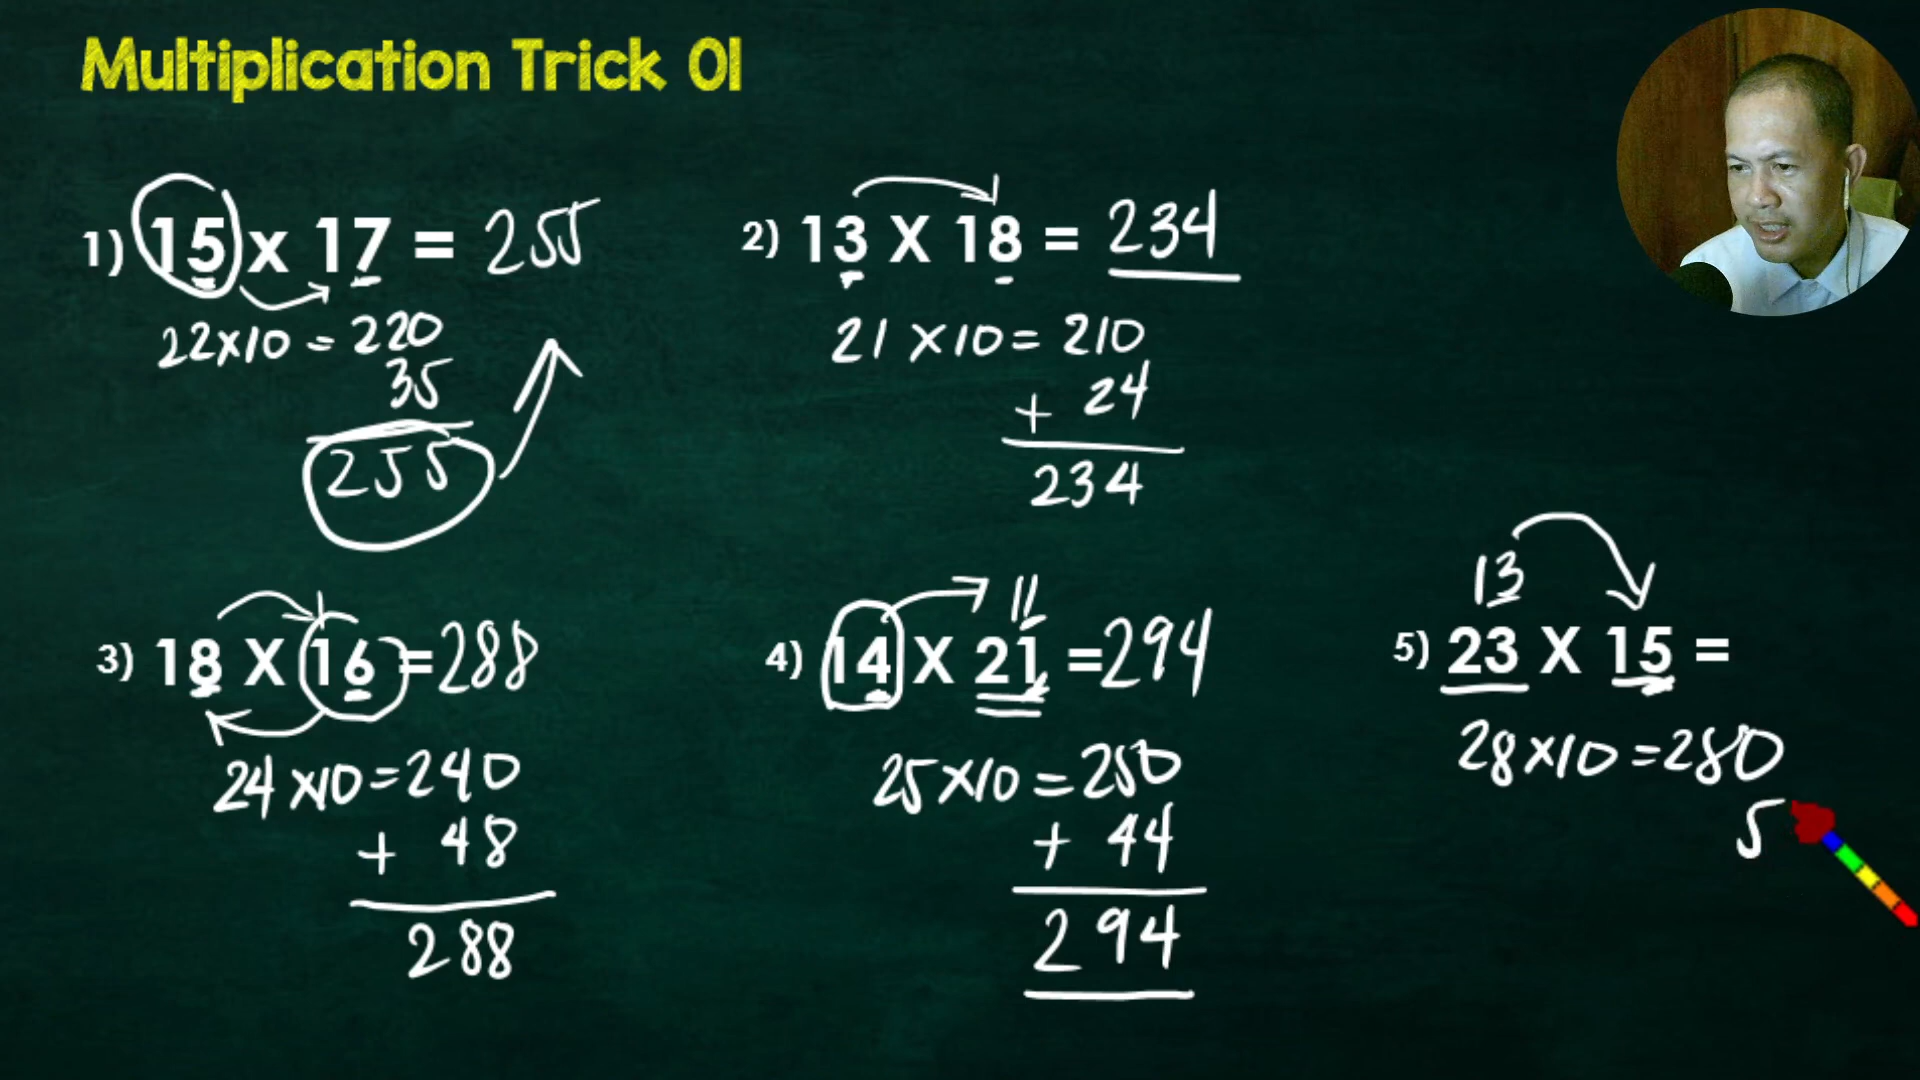 Multiplication Trick 01
1) 15 x 17 = 255
22x10 = 220
35
255
2) 13 X 18 = 234
21 x10 = 210
+ 24
234
3) 18 X 16 = 288
24 x10 = 240
+ 48
288
11
4) 14 X 21 = 294
25x10 = 250
+ 44
294
13
5) 23 X 15 =
28x10 = 280
5